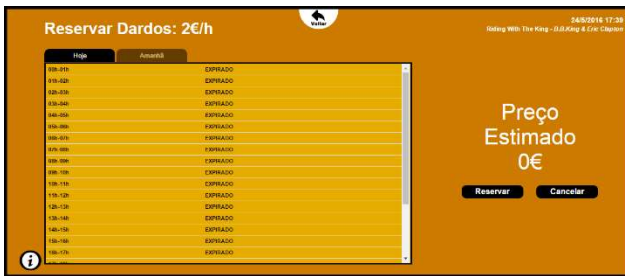 Reservar Dardos: 2€/h
Voltar
24/5/2016 17:39
Riding With The King - B.B.King & Eric Clapton
Hoje Amanhã
00h-01h EXPIRADO
01h-02h EXPIRADO
02h-03h EXPIRADO
03h-04h EXPIRADO
04h-05h EXPIRADO
05h-06h EXPIRADO
06h-07h EXPIRADO
07h-08h EXPIRADO
08h-09h EXPIRADO
09h-10h EXPIRADO
10h-11h EXPIRADO
11h-12h EXPIRADO
12h-13h EXPIRADO
13h-14h EXPIRADO
14h-15h EXPIRADO
15h-16h EXPIRADO
16h-17h EXPIRADO
Preço
Estimado
0€
Reservar Cancelar
i